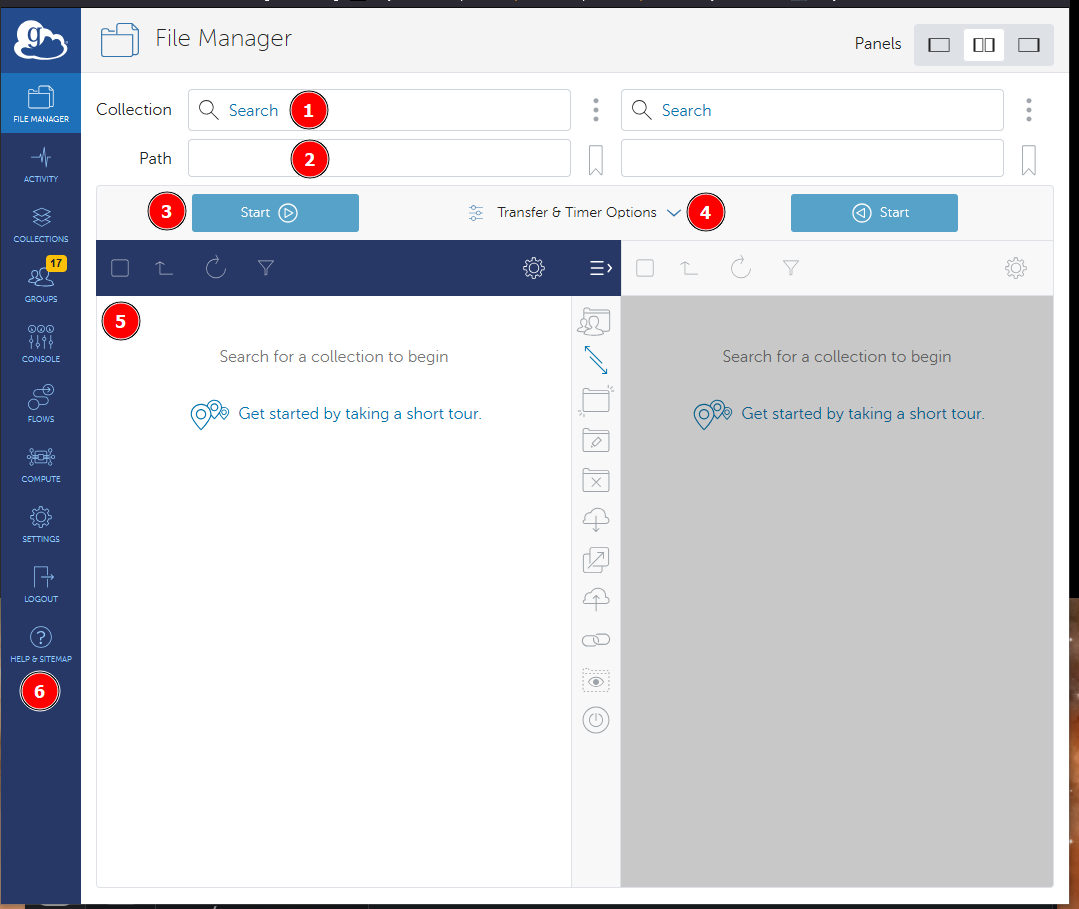 g
File Manager
Panels
FILE MANAGER
ACTIVITY
COLLECTIONS
17
GROUPS
CONSOLE
FLOWS
COMPUTE
SETTINGS
LOGOUT
?
HELP & SITEMAP
6
Collection
Search 1
Search
Path
2
3
Start
Transfer & Timer Options
4
Start
5
Search for a collection to begin
Get started by taking a short tour.
Search for a collection to begin
Get started by taking a short tour.